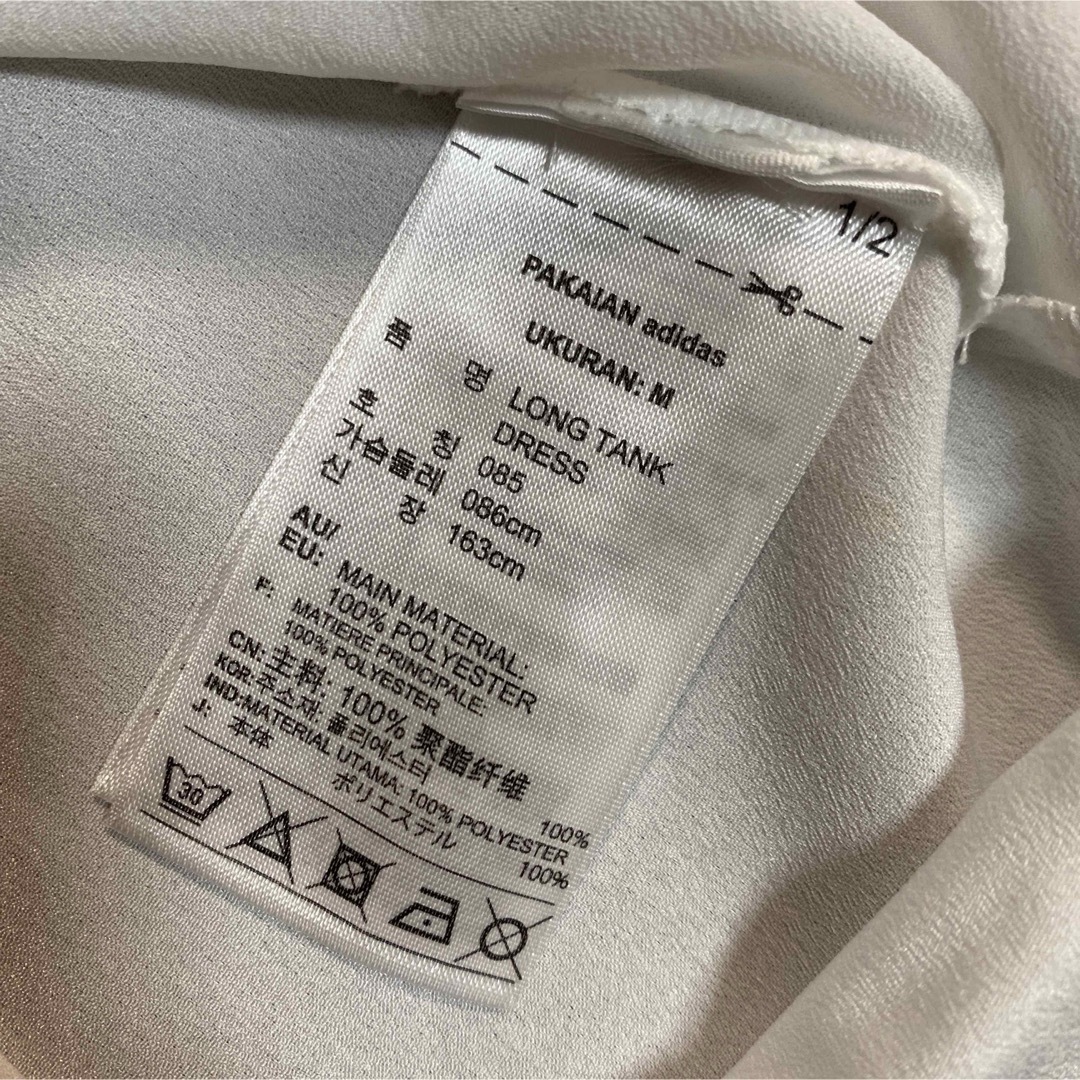 1/2
PAKAIAN adidas
UKURAN: M
품 명 LONG TANK
DRESS
호 칭 085
가슴둘레 086cm
신 장 163cm
AU/
EU: MAIN MATERIAL:
100% POLYESTER
F: MATIERE PRINCIPALE:
100% POLYESTER
CN: 主料: 100% 聚酯纤维
KOR: 주소재: 폴리에스터 100%
IND:MATERIAL UTAMA: 100% POLYESTER
J: 本体 ポリエステル 100%
30